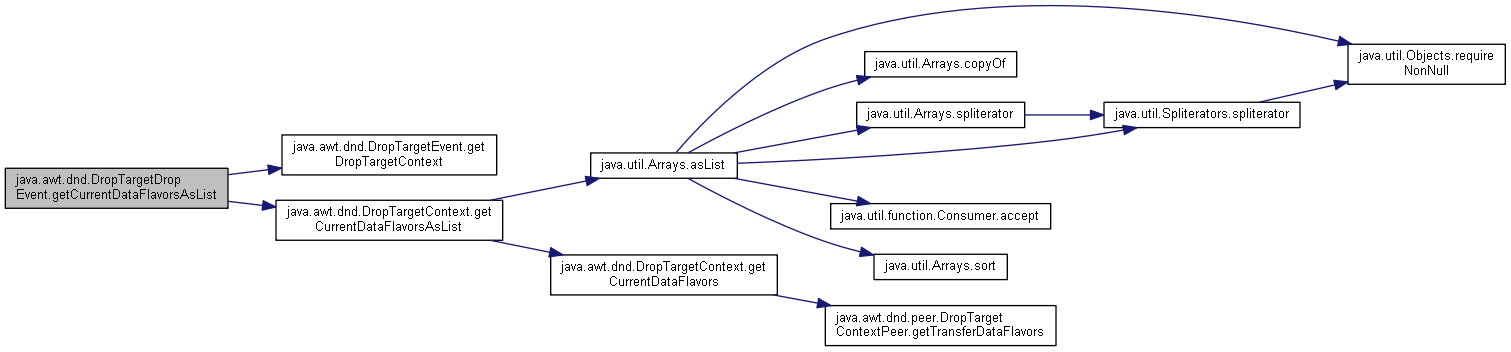 java.awt.dnd.DropTargetDrop
Event.getCurrentDataFlavorsAsList
java.awt.dnd.DropTargetEvent.get
DropTargetContext
java.awt.dnd.DropTargetContext.get
CurrentDataFlavorsAsList
java.util.Arrays.asList
java.awt.dnd.DropTargetContext.get
CurrentDataFlavors
java.util.Arrays.copyOf
java.util.Arrays.spliterator
java.util.function.Consumer.accept
java.util.Arrays.sort
java.awt.dnd.peer.DropTarget
ContextPeer.getTransferDataFlavors
java.util.Spliterators.spliterator
java.util.Objects.require
NonNull